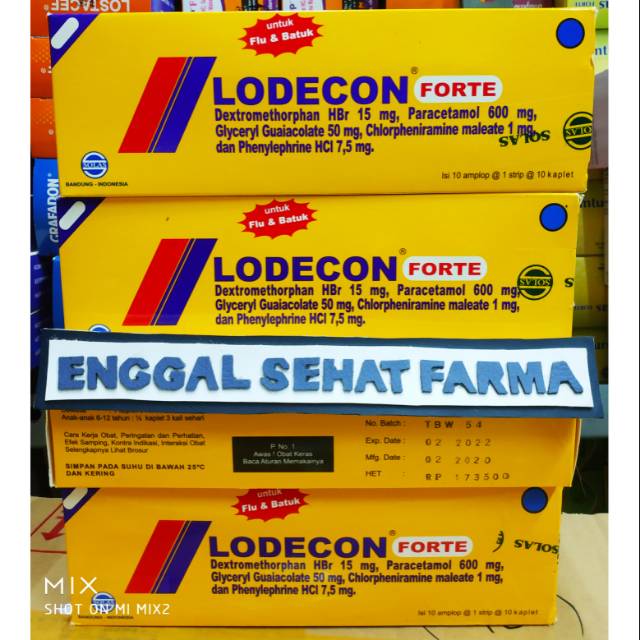 LOSTACEF
untuk
Flu & Batuk
LODECON® FORTE
Dextromethorphan HBr 15 mg, Paracetamol 600 mg,
Glyceryl Guaiacolate 50 mg, Chlorpheniramine maleate 1 mg,
dan Phenylephrine HCl 7,5 mg.
SOLAS
SOLAS
BANDUNG - INDONESIA
Isi 10 amplop @ 1 strip @ 10 kaplet
GRAFADON
untuk
Flu & Batuk
LODECON® FORTE
Dextromethorphan HBr 15 mg, Paracetamol 600 mg,
Glyceryl Guaiacolate 50 mg, Chlorpheniramine maleate 1 mg,
dan Phenylephrine HCl 7,5 mg.
SOLAS
ENGGAL SEHAT FARMA
Anak-anak 6-12 tahun : ½ kaplet 3 kali sehari
Cara Kerja Obat, Peringatan dan Perhatian,
Efek Samping, Kontra Indikasi, Interaksi Obat
Selengkapnya Lihat Brosur
SIMPAN PADA SUHU DI BAWAH 25°C
DAN KERING
P. No. 1
Awas ! Obat Keras
Baca Aturan Memakainya
No. Batch : TBW 54
Exp. Date : 02 2022
Mfg. Date : 02 2020
HET : RP 173500
untuk
Flu & Batuk
LODECON® FORTE
Dextromethorphan HBr 15 mg, Paracetamol 600 mg,
Glyceryl Guaiacolate 50 mg, Chlorpheniramine maleate 1 mg,
dan Phenylephrine HCl 7,5 mg.
SOLAS
SOLAS
Isi 10 amplop @ 1 strip @ 10 kaplet
MIX
SHOT ON MI MIX2